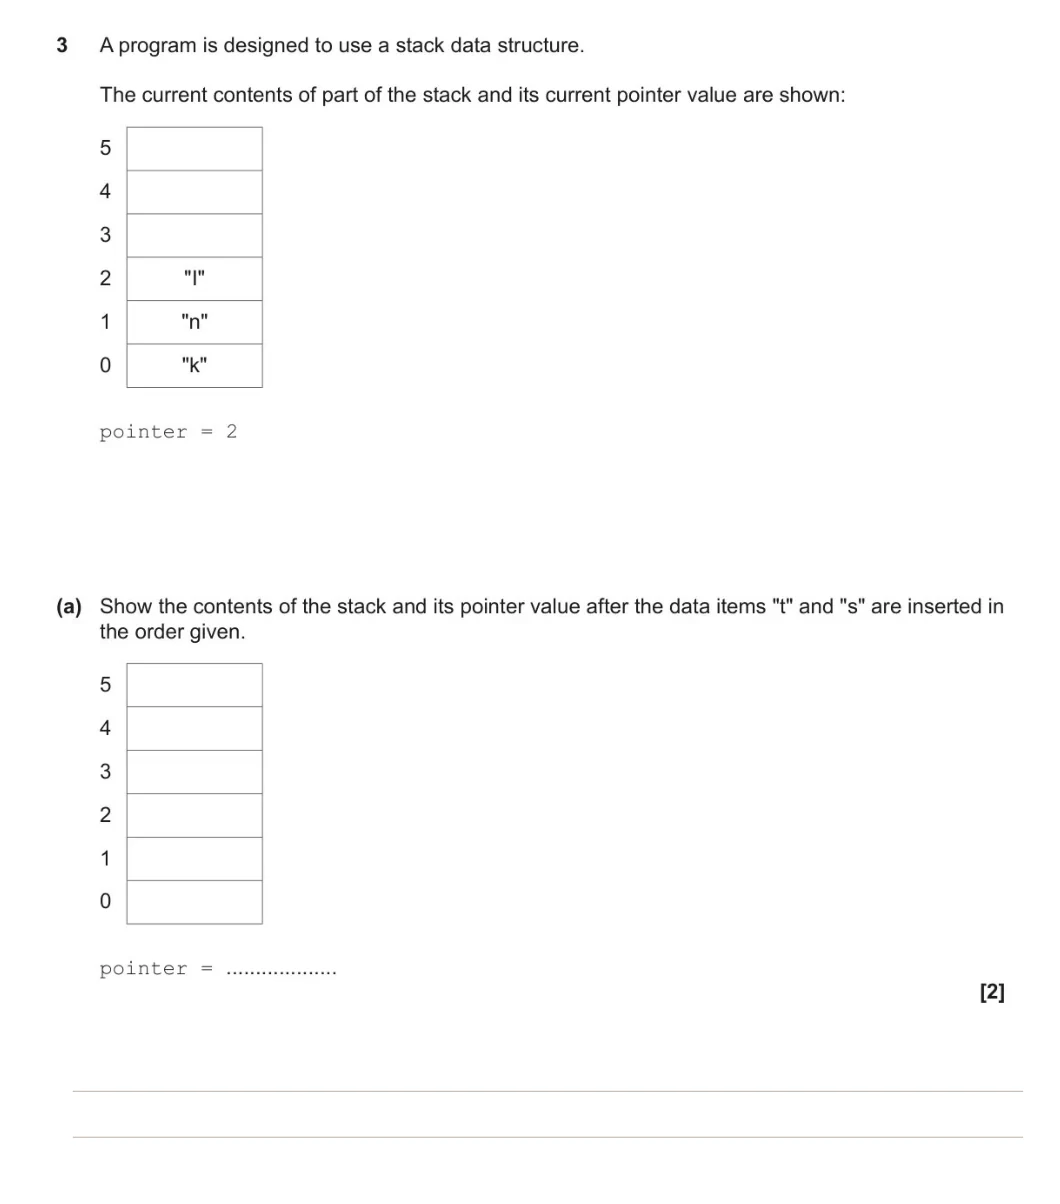 3 A program is designed to use a stack data structure.
The current contents of part of the stack and its current pointer value are shown:
5
4
3
2 "l"
1 "n"
0 "k"
pointer = 2
(a) Show the contents of the stack and its pointer value after the data items "t" and "s" are inserted in
the order given.
5
4
3
2
1
0
pointer = ...................
[2]